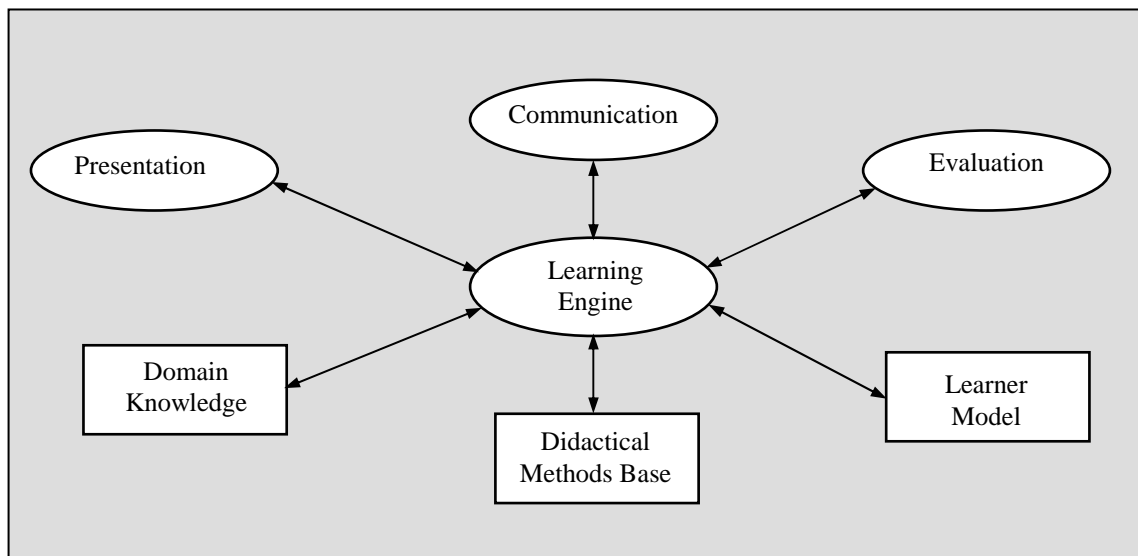 Communication
Presentation
Evaluation
Learning
Engine
Domain
Knowledge
Didactical
Methods Base
Learner
Model